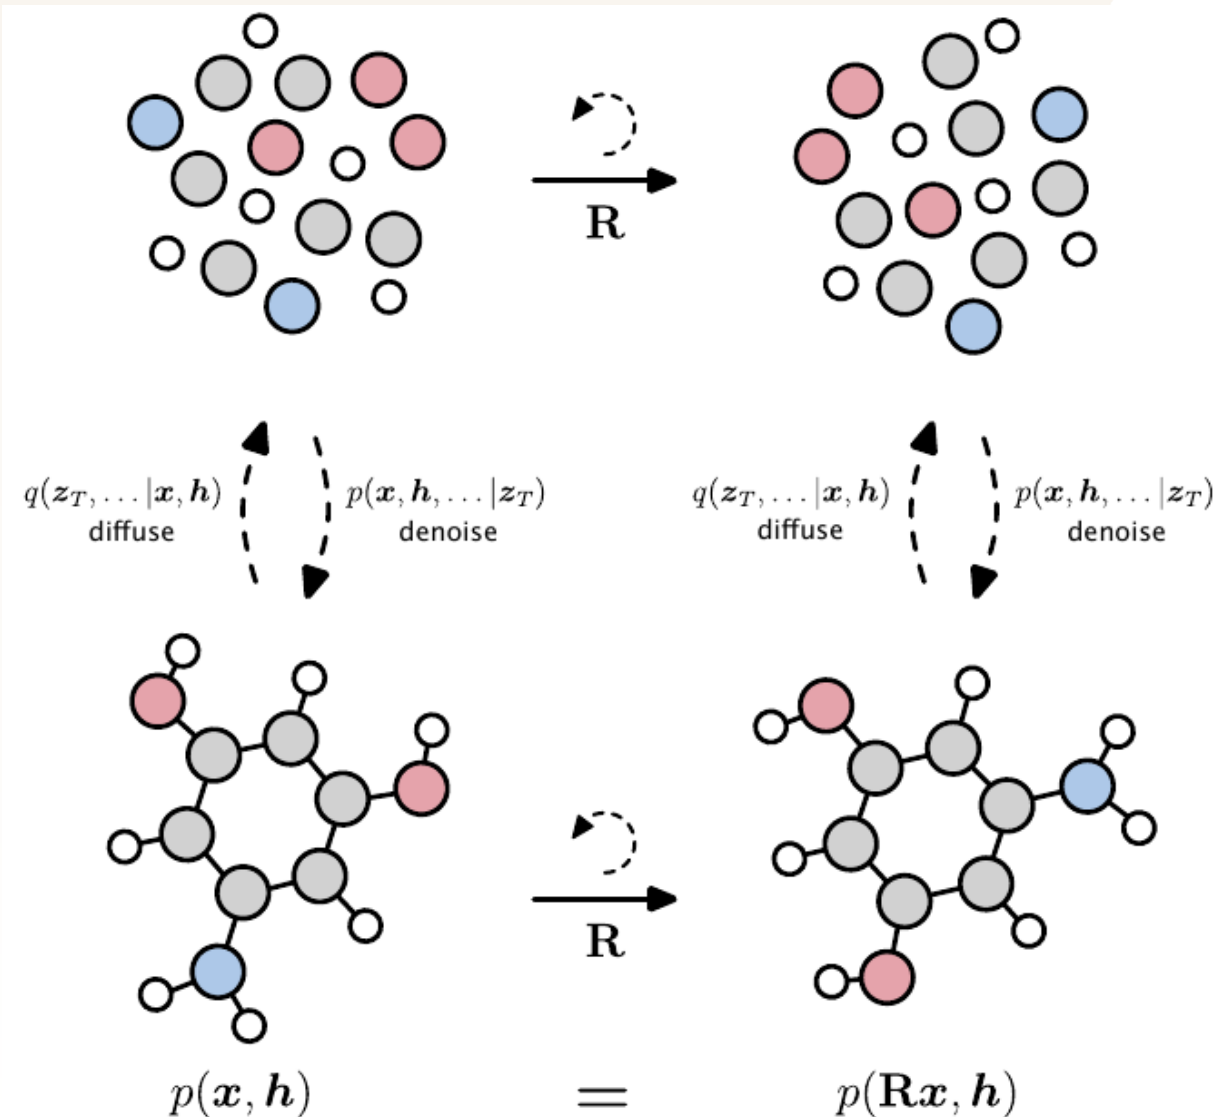 R
q(z_T, … |x, h)
diffuse
p(x, h, … |z_T)
denoise
q(z_T, … |x, h)
diffuse
p(x, h, … |z_T)
denoise
R
p(x, h) = p(Rx, h)